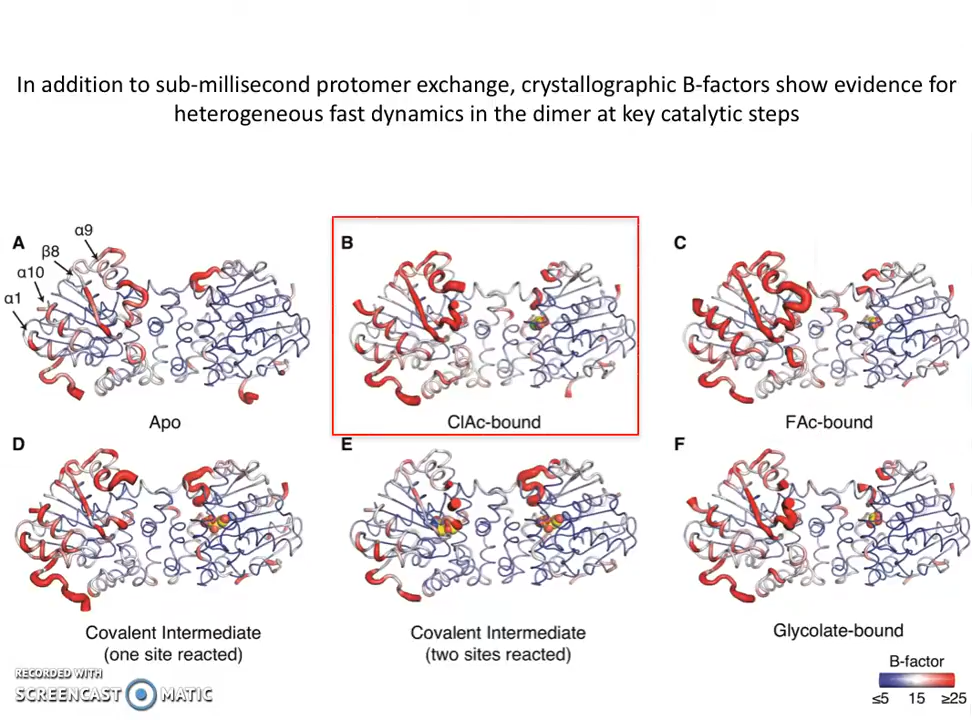 In addition to sub-millisecond protomer exchange, crystallographic B-factors show evidence for
heterogeneous fast dynamics in the dimer at key catalytic steps
A
α9
β8
α10
α1
Apo
B
ClAc-bound
C
FAc-bound
D
Covalent Intermediate
(one site reacted)
E
Covalent Intermediate
(two sites reacted)
F
Glycolate-bound
RECORDED WITH
SCREENCAST MATIC
B-factor
≤5 15 ≥25